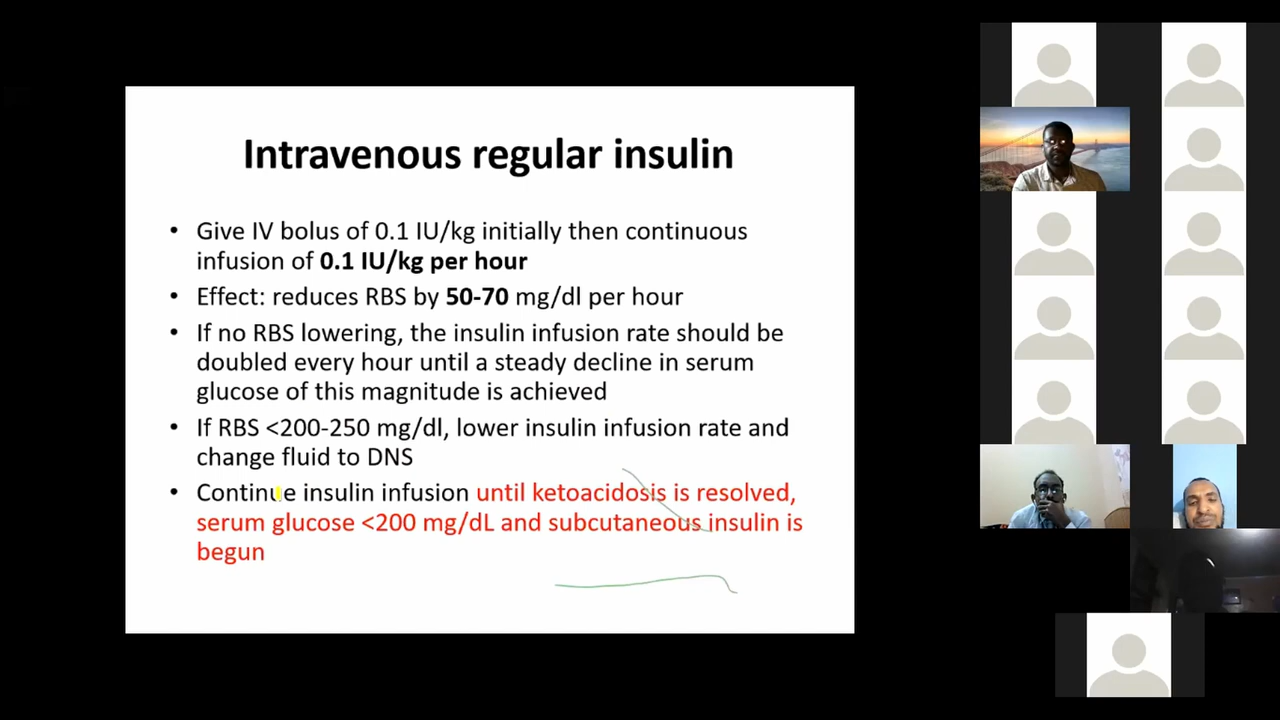 Intravenous regular insulin
• Give IV bolus of 0.1 IU/kg initially then continuous
infusion of 0.1 IU/kg per hour
• Effect: reduces RBS by 50-70 mg/dl per hour
• If no RBS lowering, the insulin infusion rate should be
doubled every hour until a steady decline in serum
glucose of this magnitude is achieved
• If RBS <200-250 mg/dl, lower insulin infusion rate and
change fluid to DNS
• Continue insulin infusion until ketoacidosis is resolved,
serum glucose <200 mg/dL and subcutaneous insulin is
begun